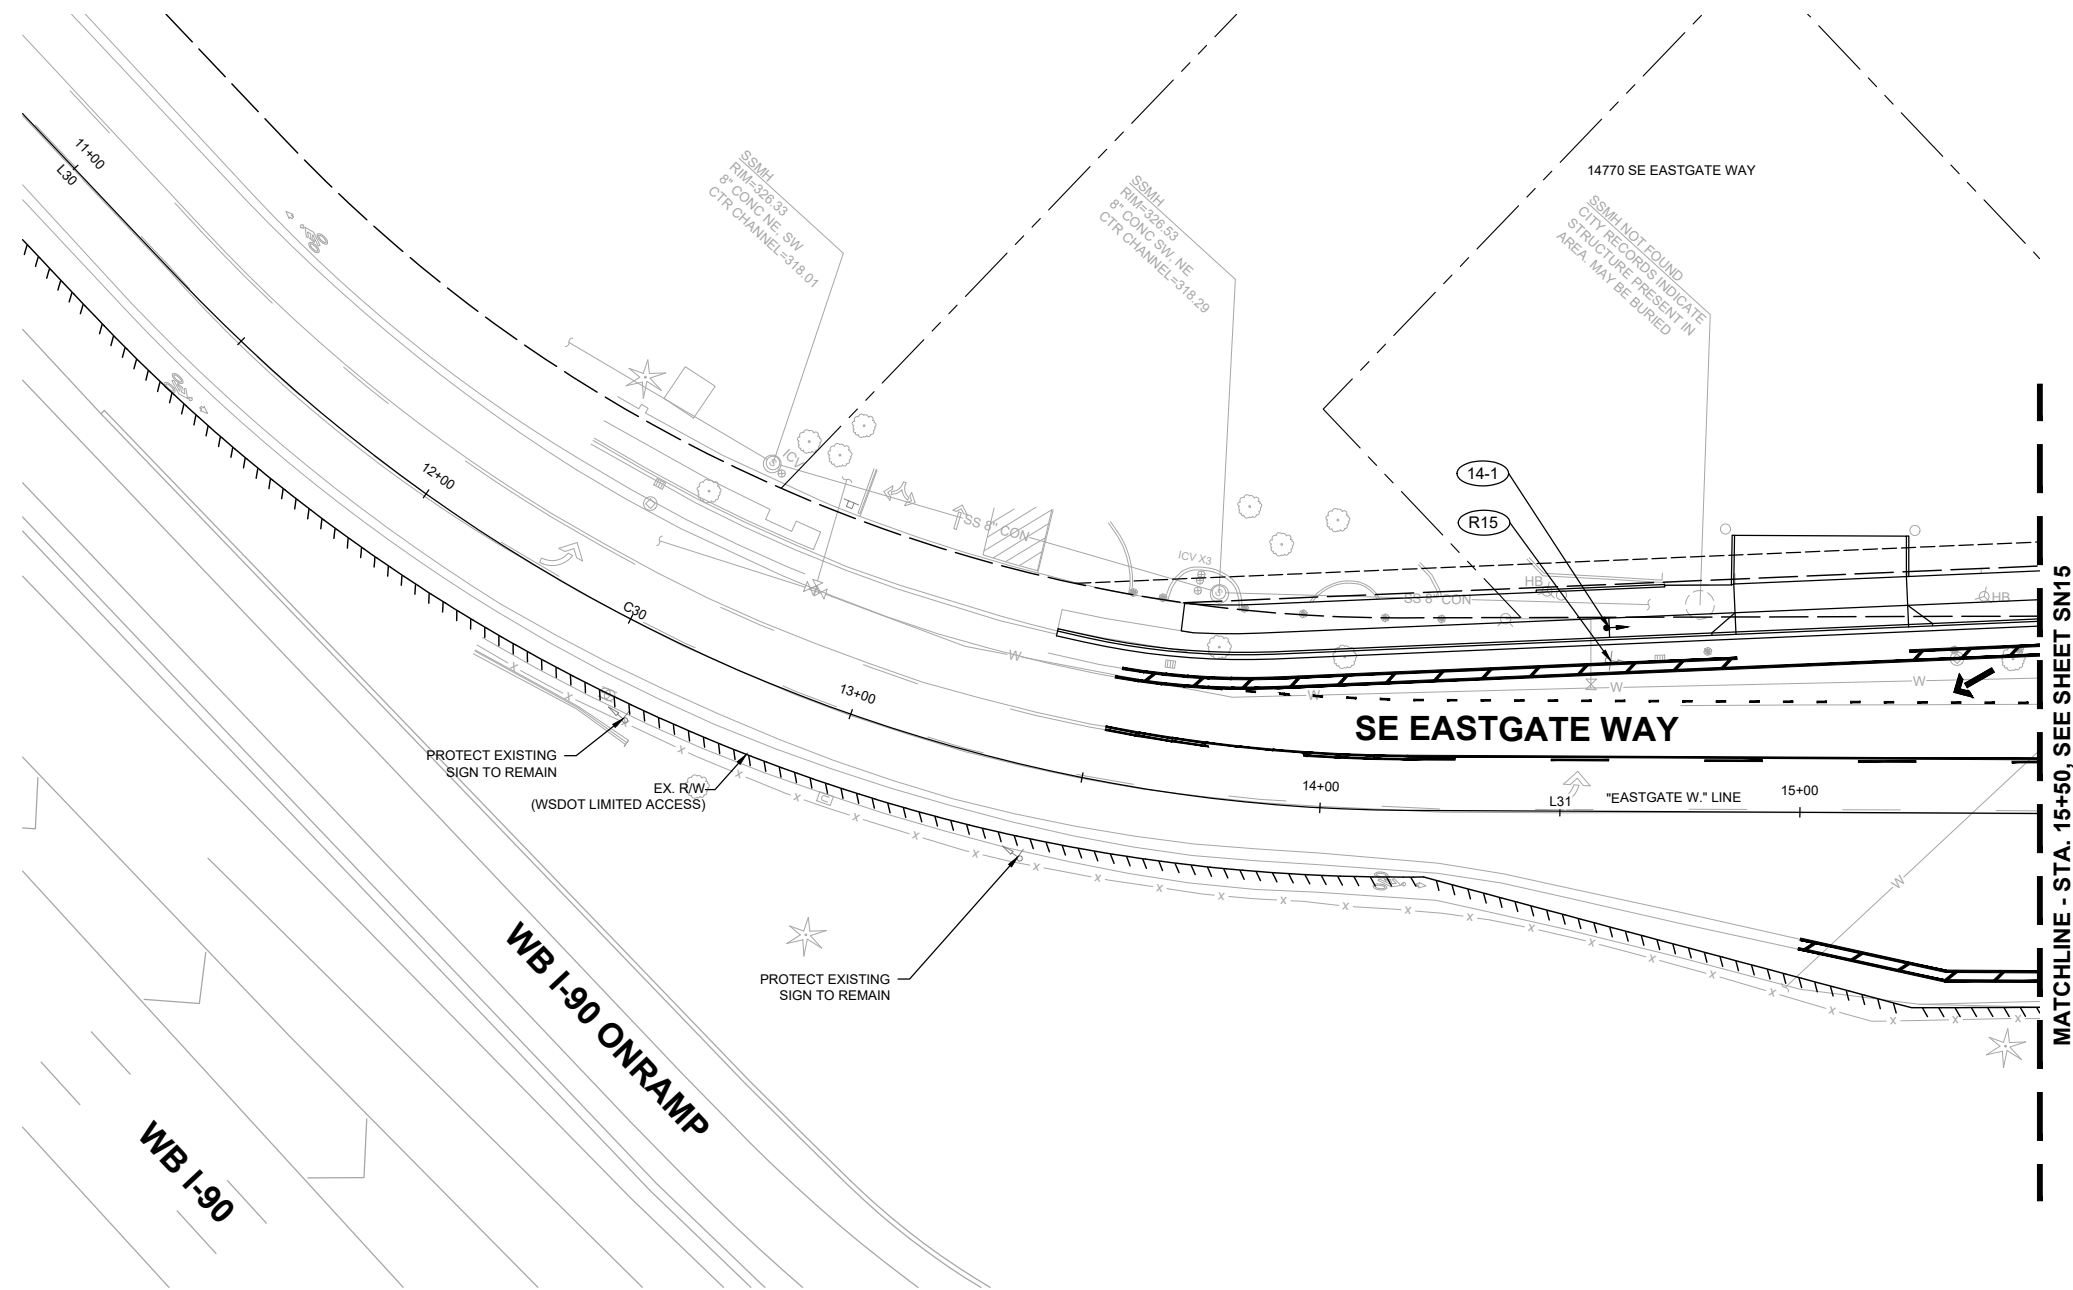 11+00
L30
SSMH
RIM=326.33
8" CONC NE, SW
CTR CHANNEL=318.01
SSMH
RIM=326.53
8" CONC SW, NE
CTR CHANNEL=318.29
14770 SE EASTGATE WAY
SSMH NOT FOUND
CITY RECORDS INDICATE
STRUCTURE PRESENT IN
AREA. MAY BE BURIED
12+00
ICV
P
SS 8" CON
14-1
R15
ICV X3
HB
SS 8" CON
HB
C30
W
W
W
W
13+00
SE EASTGATE WAY
PROTECT EXISTING
SIGN TO REMAIN
EX. R/W
(WSDOT LIMITED ACCESS)
14+00
L31
"EASTGATE W." LINE
15+00
W
PROTECT EXISTING
SIGN TO REMAIN
WB I-90 ONRAMP
WB I-90
MATCHLINE - STA. 15+50, SEE SHEET SN15